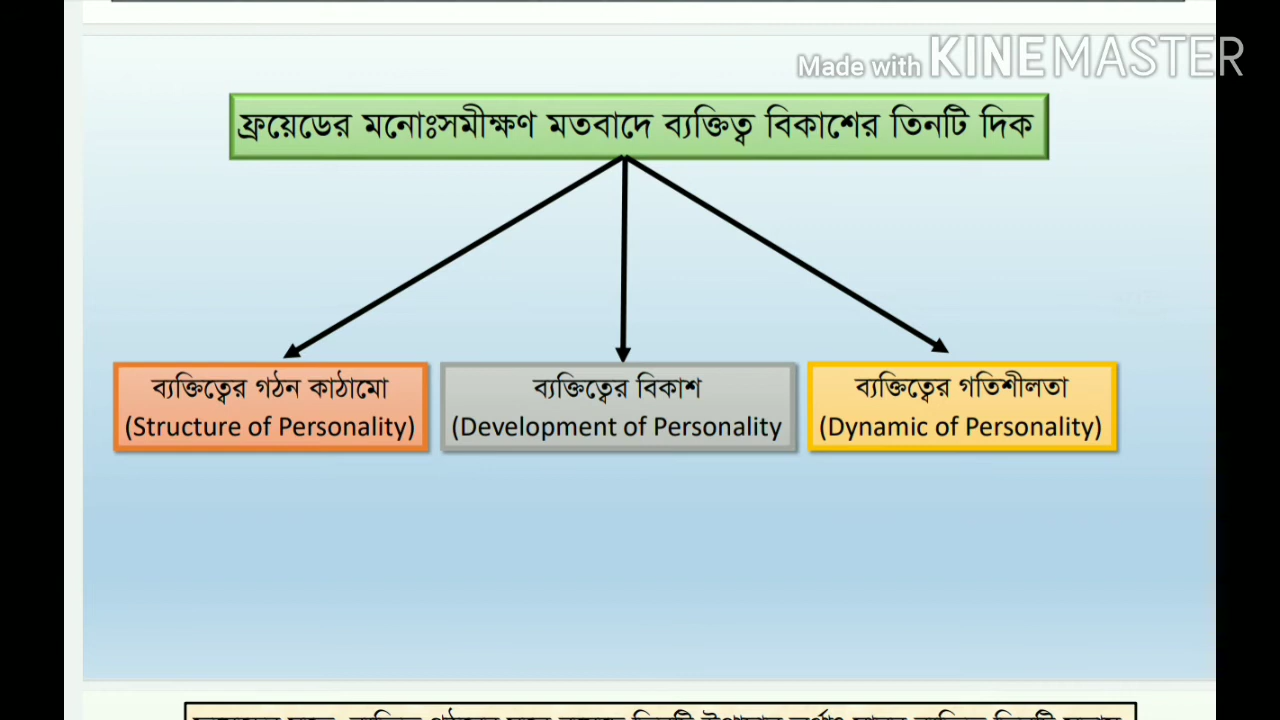 Made with KINEMASTER
ফ্রয়েডের মনোঃসমীক্ষণ মতবাদে ব্যক্তিত্ব বিকাশের তিনটি দিক
ব্যক্তিত্বের গঠন কাঠামো
(Structure of Personality)
ব্যক্তিত্বের বিকাশ
(Development of Personality
ব্যক্তিত্বের গতিশীলতা
(Dynamic of Personality)